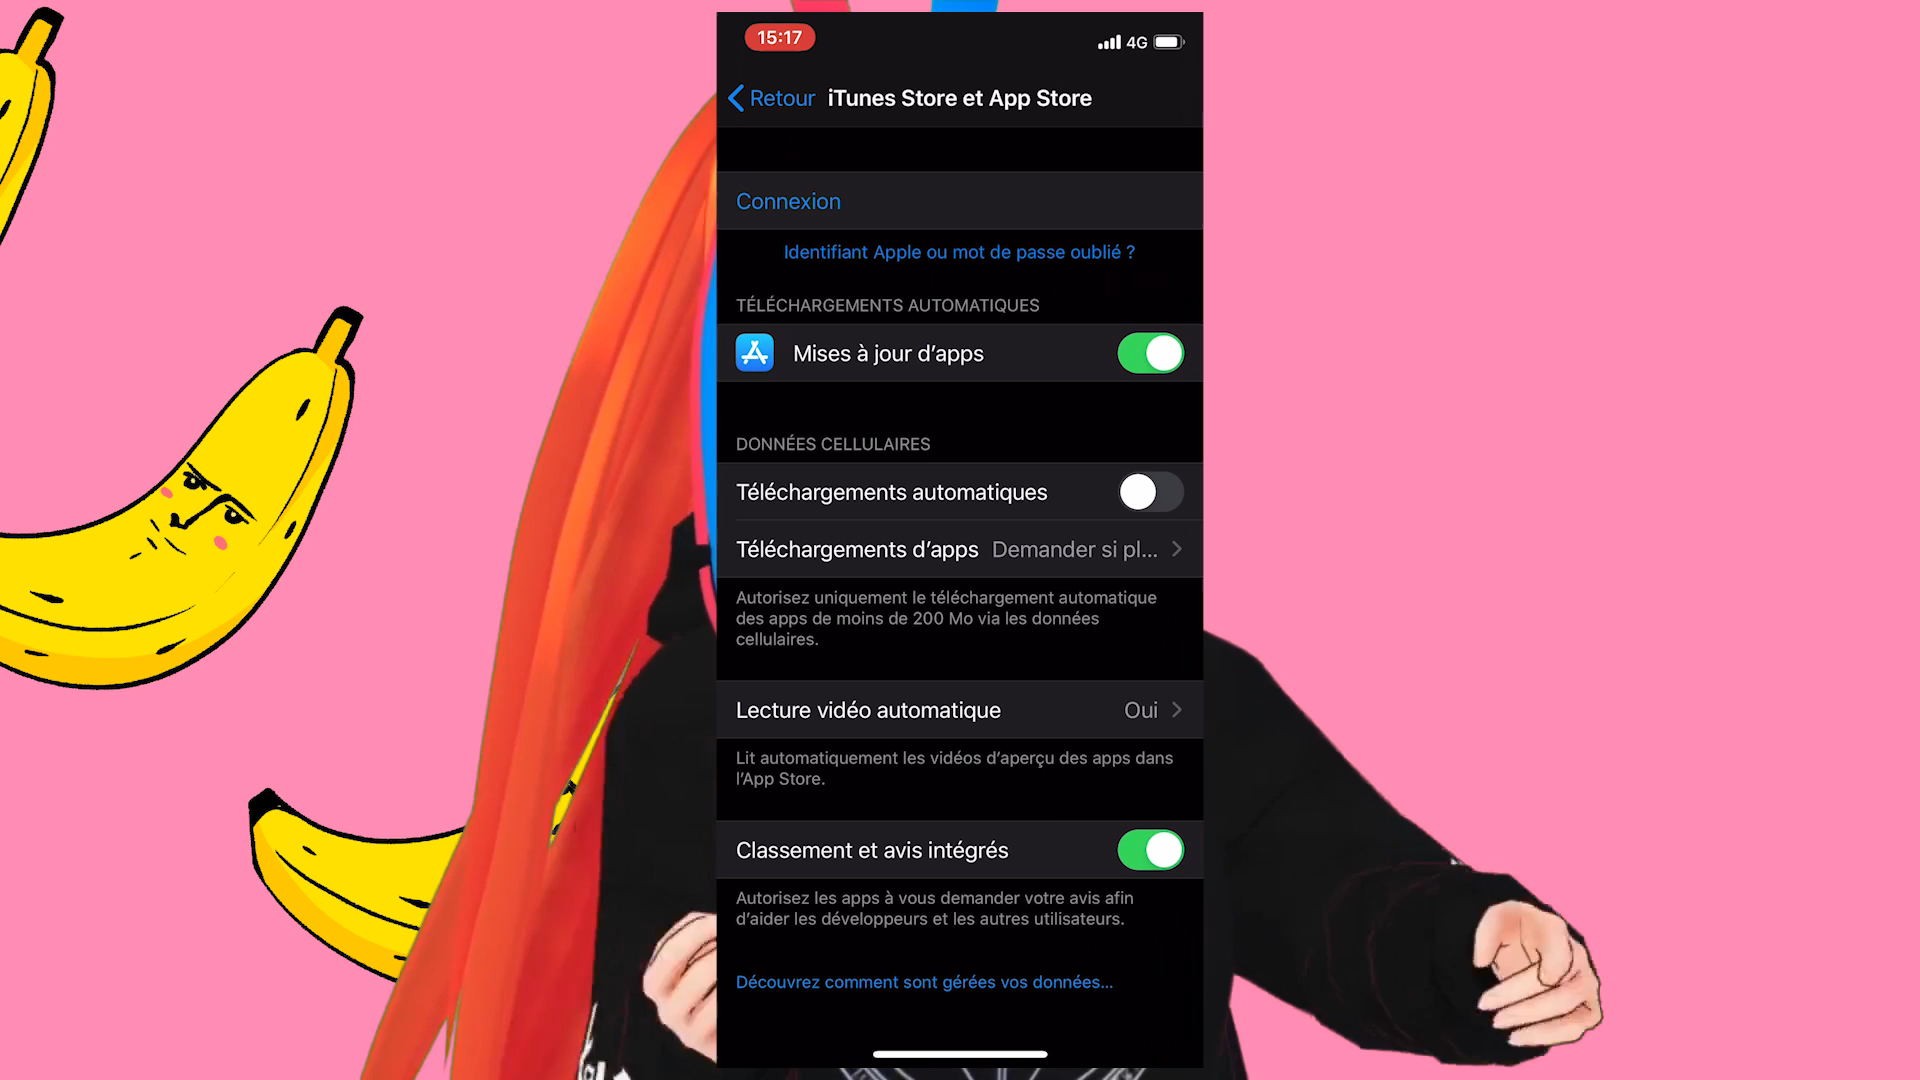 15:17
4G
Retour iTunes Store et App Store
Connexion
Identifiant Apple ou mot de passe oublié ?
TÉLÉCHARGEMENTS AUTOMATIQUES
Mises à jour d’apps
DONNÉES CELLULAIRES
Téléchargements automatiques
Téléchargements d’apps Demander si pl...
Autorisez uniquement le téléchargement automatique
des apps de moins de 200 Mo via les données
cellulaires.
Lecture vidéo automatique Oui
Lit automatiquement les vidéos d’aperçu des apps dans
l’App Store.
Classement et avis intégrés
Autorisez les apps à vous demander votre avis afin
d’aider les développeurs et les autres utilisateurs.
Découvrez comment sont gérées vos données...